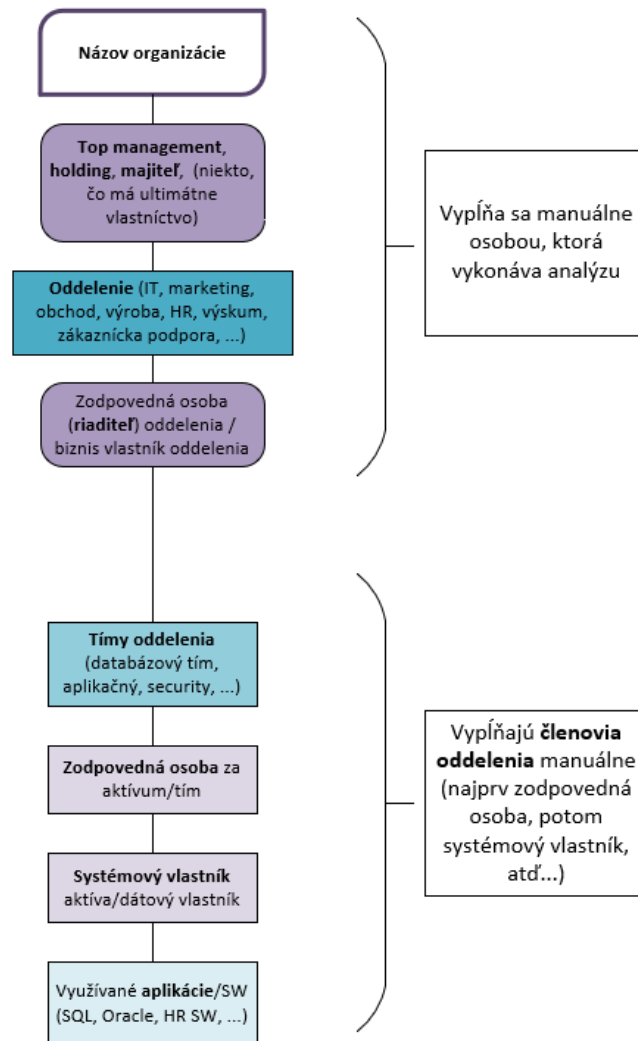 Názov organizácie
Top management,
holding, majiteľ, (niekto,
čo má ultimátne
vlastníctvo)
Vypĺňa sa manuálne
osobou, ktorá
vykonáva analýzu
Oddelenie (IT, marketing,
obchod, výroba, HR, výskum,
zákaznícka podpora, ...)
Zodpovedná osoba
(riaditeľ) oddelenia /
biznis vlastník oddelenia
Tímy oddelenia
(databázový tím,
aplikačný, security, ...)
Vypĺňajú členovia
oddelenia manuálne
(najprv zodpovedná
osoba, potom
systémový vlastník,
atď...)
Zodpovedná osoba za
aktívum/tím
Systémový vlastník
aktíva/dátový vlastník
Využívané aplikácie/SW
(SQL, Oracle, HR SW, ...)